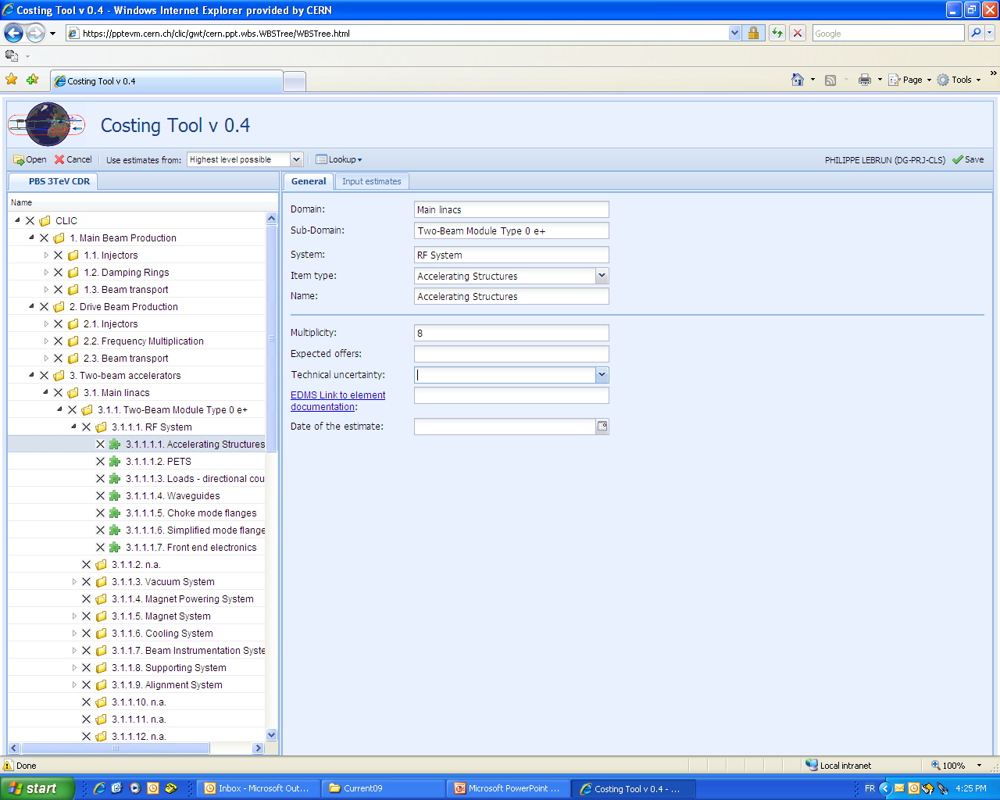 Costing Tool v 0.4 - Windows Internet Explorer provided by CERN
https://pptevm.cern.ch/clic/gwt/cern.ppt.wbs.WBSTree/WBSTree.html
Google
Costing Tool v 0.4
Page
Tools
Costing Tool v 0.4
Open
Cancel
Use estimates from:
Highest level possible
Lookup
PHILIPPE LEBRUN (DG-PRJ-CLS)
Save
PBS 3TeV CDR
Name
CLIC
1. Main Beam Production
1.1. Injectors
1.2. Damping Rings
1.3. Beam transport
2. Drive Beam Production
2.1. Injectors
2.2. Frequency Multiplication
2.3. Beam transport
3. Two-beam accelerators
3.1. Main linacs
3.1.1. Two-Beam Module Type 0 e+
3.1.1.1. RF System
3.1.1.1.1. Accelerating Structures
3.1.1.1.2. PETS
3.1.1.1.3. Loads - directional cou
3.1.1.1.4. Waveguides
3.1.1.1.5. Choke mode flanges
3.1.1.1.6. Simplified mode flange
3.1.1.1.7. Front end electronics
3.1.1.2. n.a.
3.1.1.3. Vacuum System
3.1.1.4. Magnet Powering System
3.1.1.5. Magnet System
3.1.1.6. Cooling System
3.1.1.7. Beam Instrumentation Syste
3.1.1.8. Supporting System
3.1.1.9. Alignment System
3.1.1.10. n.a.
3.1.1.11. n.a.
3.1.1.12. n.a.
General
Input estimates
Domain:
Main linacs
Sub-Domain:
Two-Beam Module Type 0 e+
System:
RF System
Item type:
Accelerating Structures
Name:
Accelerating Structures
Multiplicity:
8
Expected offers:
Technical uncertainty:
EDMS Link to element
documentation:
Date of the estimate:
Done
Local intranet
100%
start
Inbox - Microsoft Out...
Current09
Microsoft PowerPoint ...
Costing Tool v 0.4 - ...
FR
4:25 PM